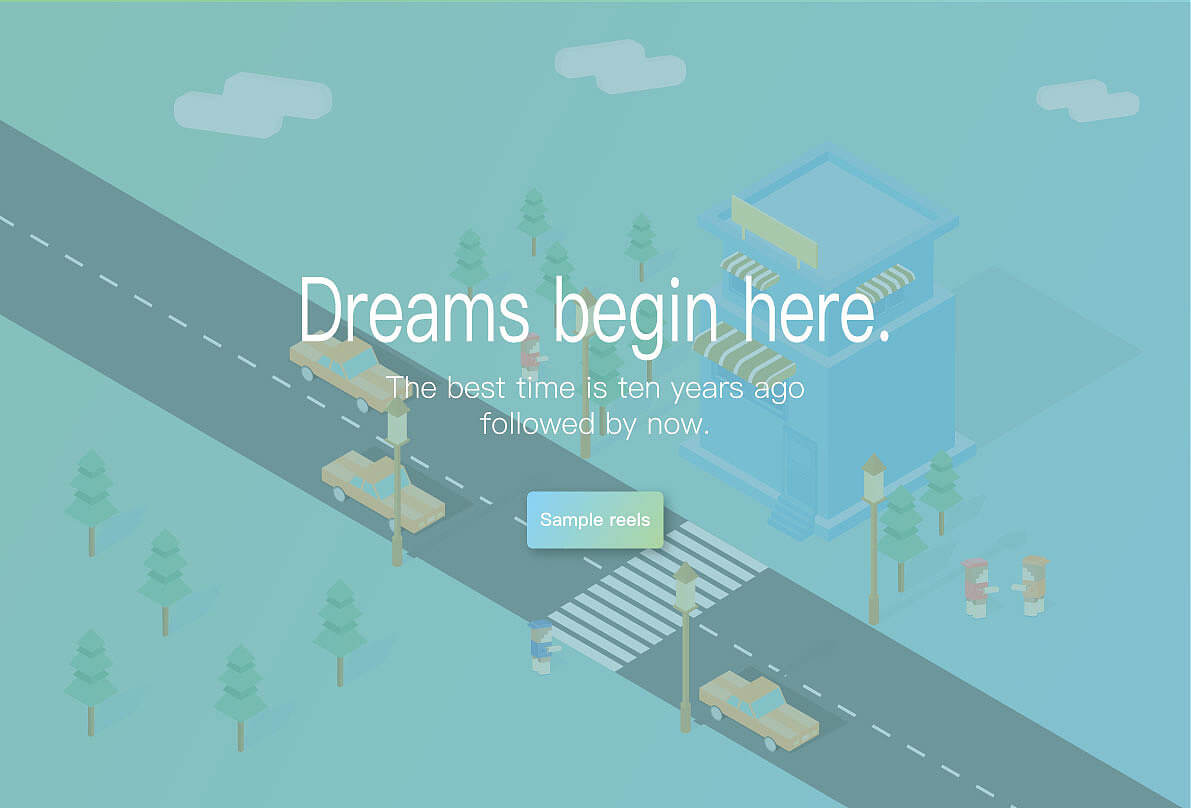 Dreams begin here.
The best time is ten years ago
followed by now.
Sample reels